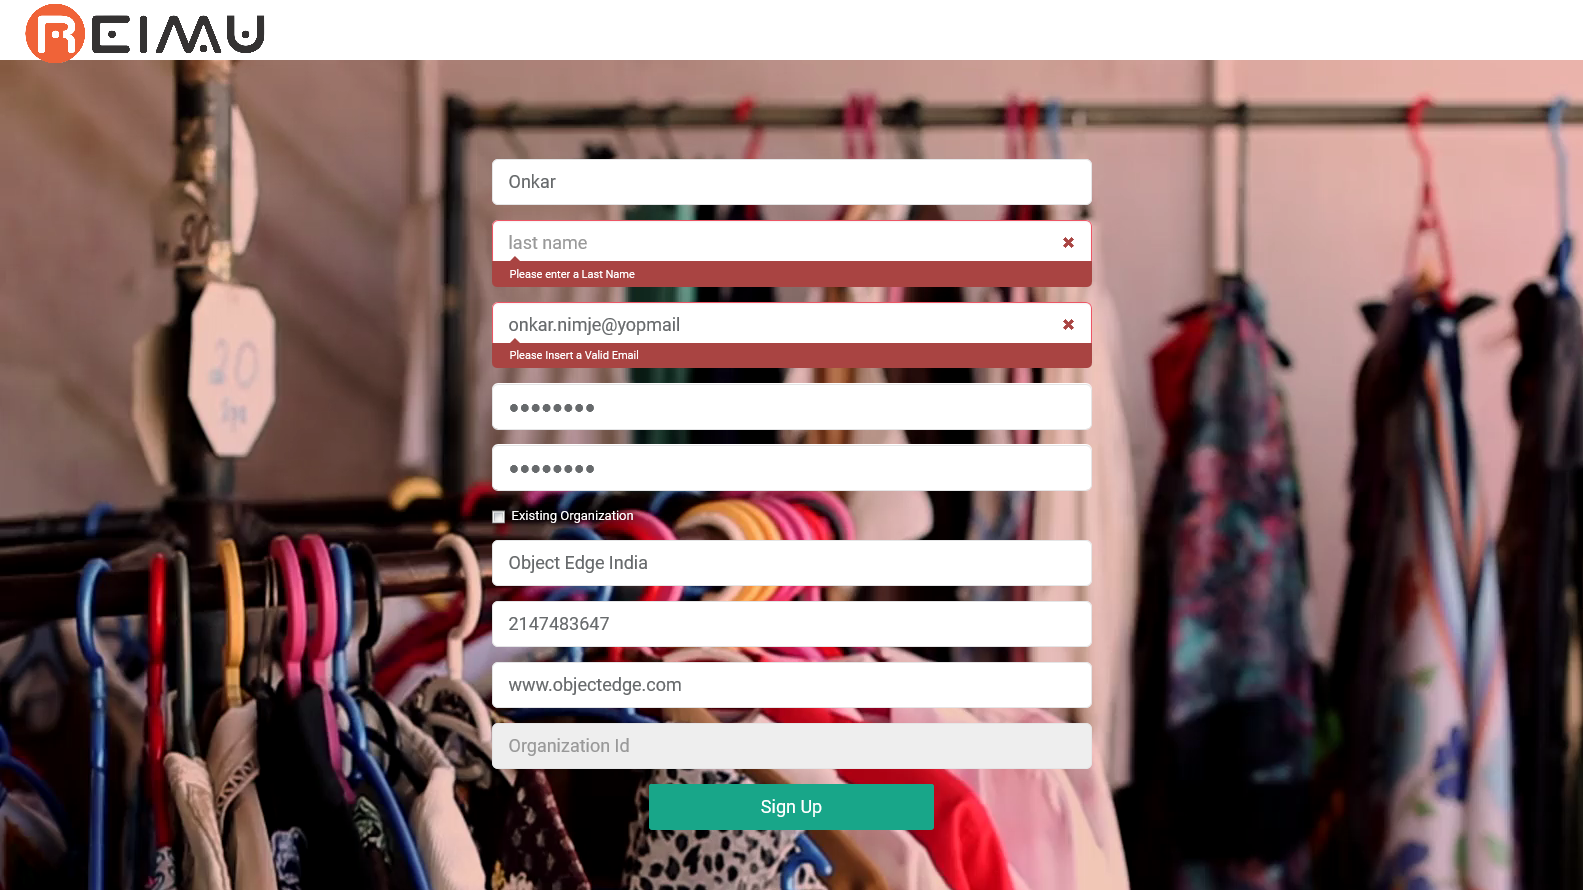 REIMU
Onkar
last name
Please enter a Last Name
onkar.nimje@yopmail
Please Insert a Valid Email
●●●●●●●●
●●●●●●●●
Existing Organization
Object Edge India
2147483647
www.objectedge.com
Organization Id
Sign Up
20